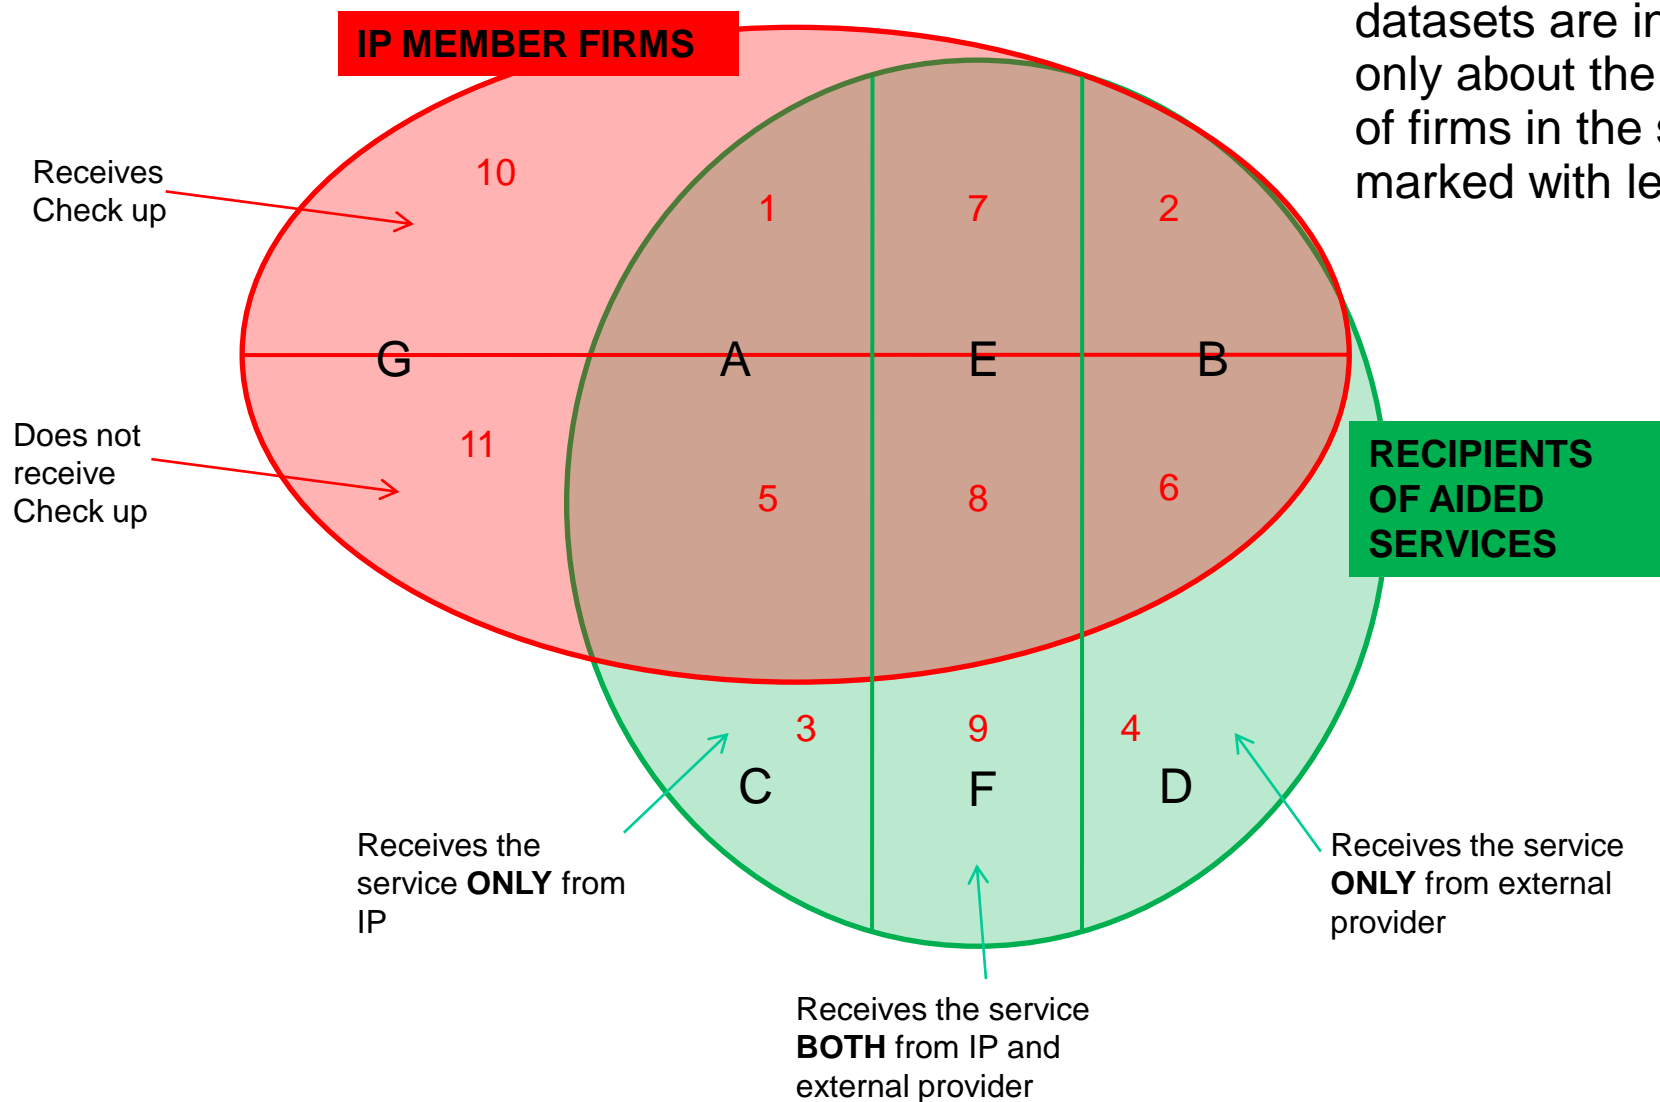 datasets are in
only about the
of firms in the
marked with
IP MEMBER FIRMS
Receives
Check up
10
1
7
2
G
A
E
B
Does not
receive
Check up
11
5
8
6
RECIPIENTS
OF AIDED
SERVICES
3
9
4
C
F
D
Receives the
service ONLY from
IP
Receives the service
ONLY from external
provider
Receives the service
BOTH from IP and
external provider